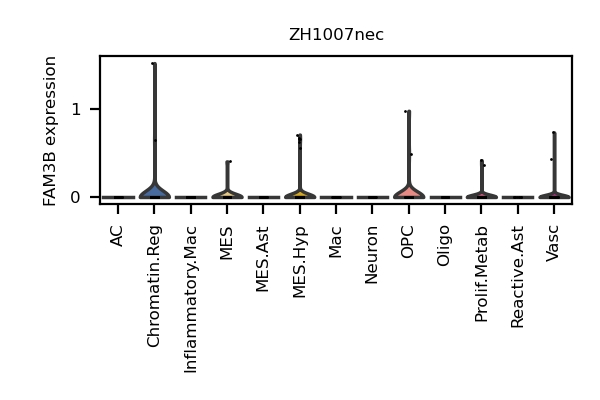 ZH1007nec
FAM3B expression
1
0
AC
Chromatin.Reg
Inflammatory.Mac
MES
MES.Ast
MES.Hyp
Mac
Neuron
OPC
Oligo
Prolif.Metab
Reactive.Ast
Vasc